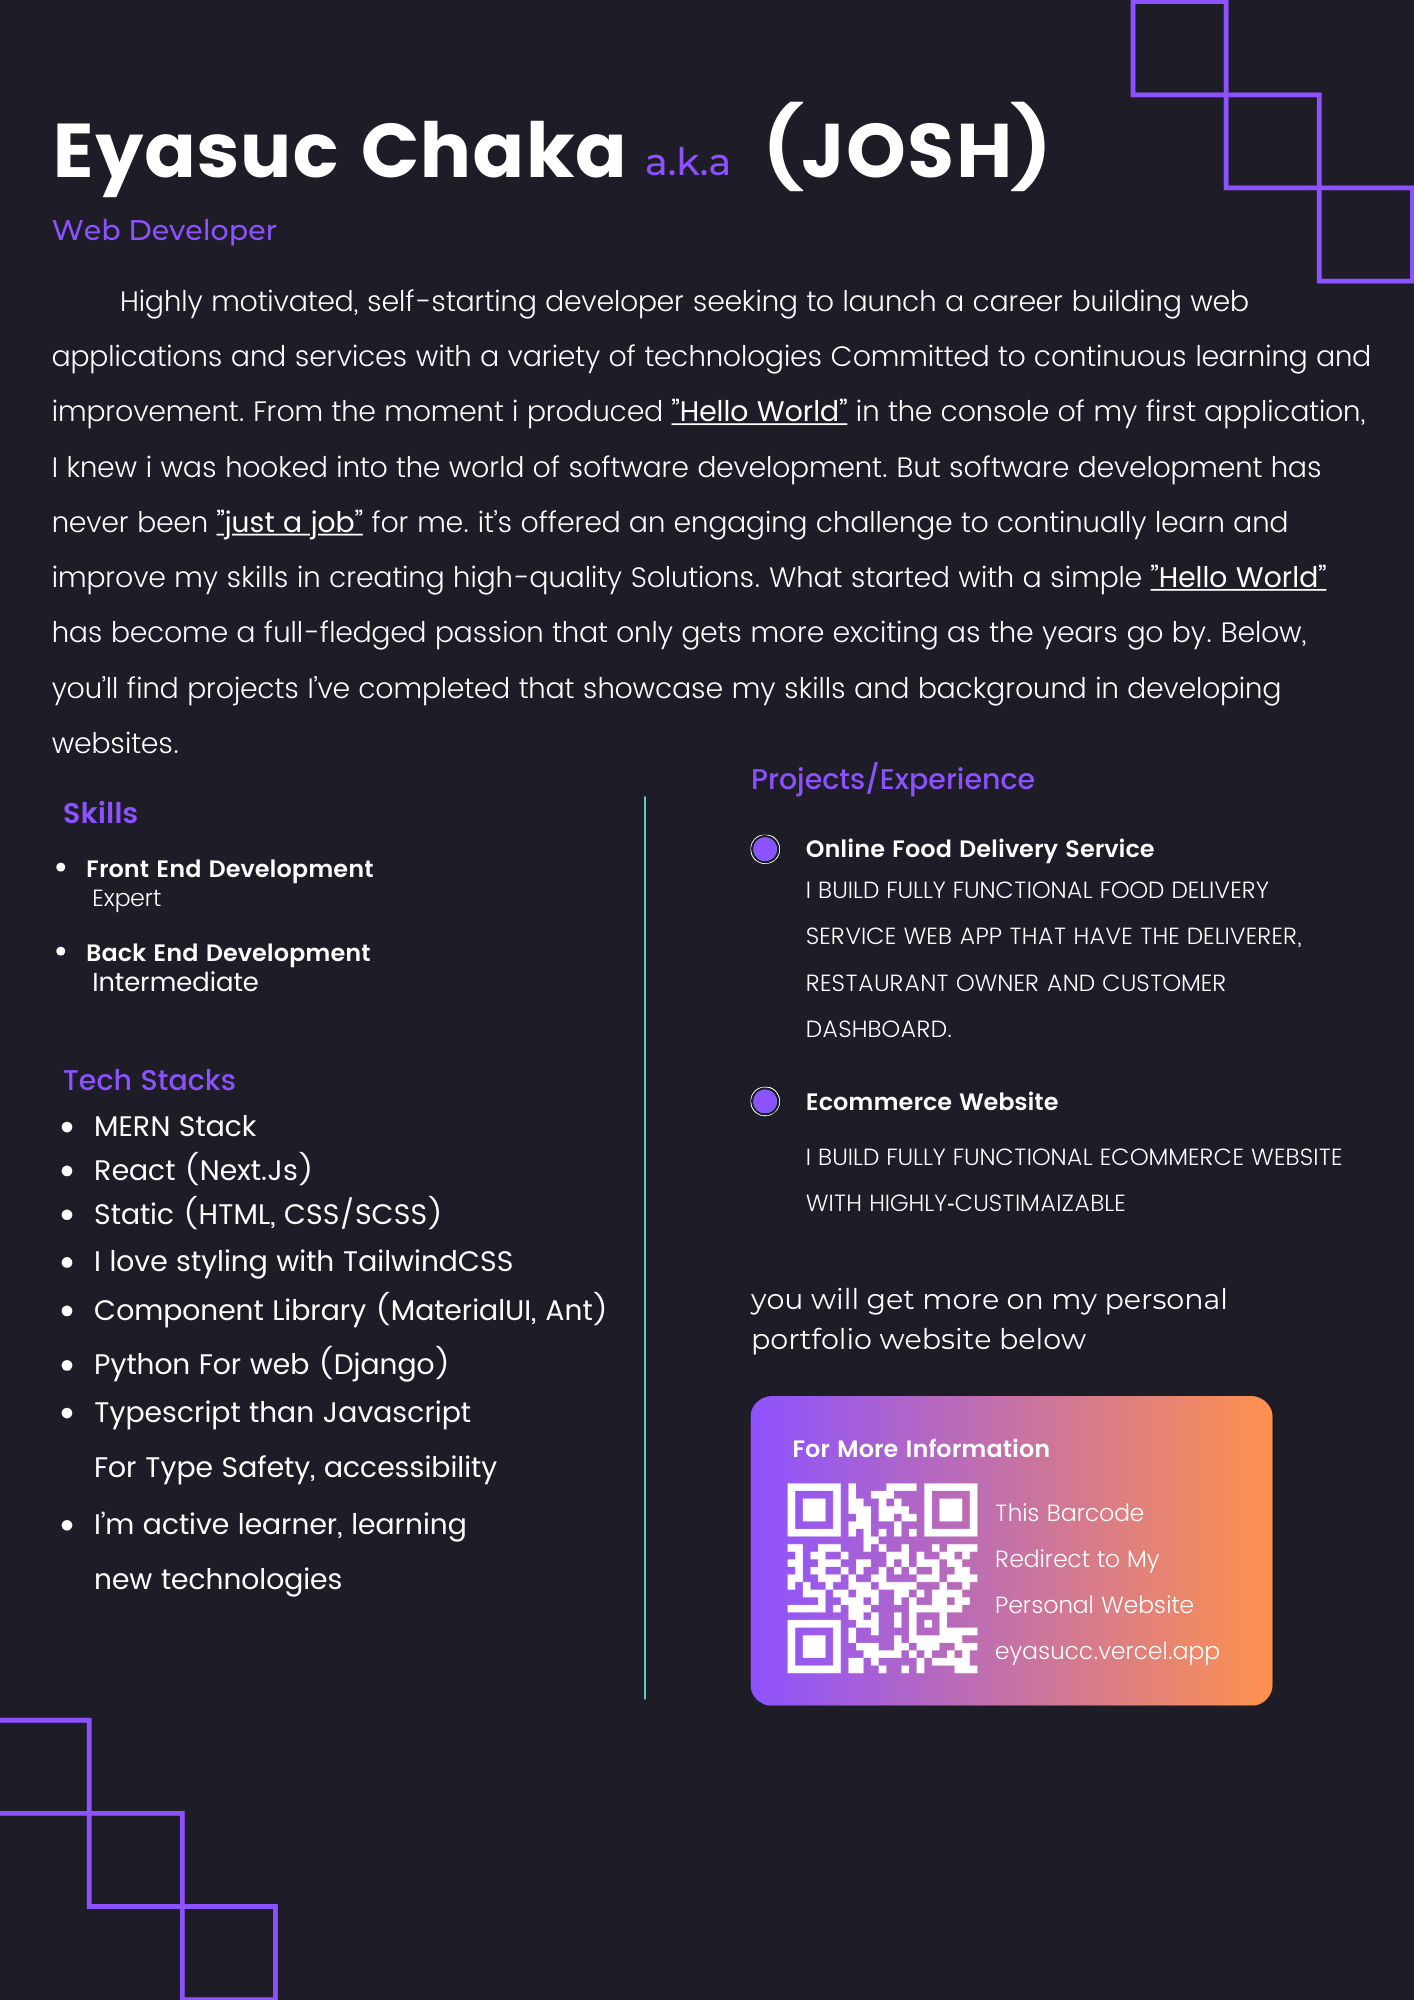 Eyasuc Chaka a.k.a (JOSH)
Web Developer
Highly motivated, self-starting developer seeking to launch a career building web
applications and services with a variety of technologies Committed to continuous learning and
improvement. From the moment i produced ”Hello World” in the console of my first application,
I knew i was hooked into the world of software development. But software development has
never been ”just a job” for me. it’s offered an engaging challenge to continually learn and
improve my skills in creating high-quality Solutions. What started with a simple ”Hello World”
has become a full-fledged passion that only gets more exciting as the years go by. Below,
you’ll find projects I’ve completed that showcase my skills and background in developing
websites.
Skills
Front End Development
Expert
Back End Development
Intermediate
Tech Stacks
MERN Stack
React (Next.Js)
Static (HTML, CSS/SCSS)
I love styling with TailwindCSS
Component Library (MaterialUI, Ant)
Python For web (Django)
Typescript than Javascript
For Type Safety, accessibility
I’m active learner, learning
new technologies
Projects/Experience
Online Food Delivery Service
I BUILD FULLY FUNCTIONAL FOOD DELIVERY
SERVICE WEB APP THAT HAVE THE DELIVERER,
RESTAURANT OWNER AND CUSTOMER
DASHBOARD.
Ecommerce Website
I BUILD FULLY FUNCTIONAL ECOMMERCE WEBSITE
WITH HIGHLY-CUSTIMAIZABLE
you will get more on my personal
portfolio website below
For More Information
This Barcode
Redirect to My
Personal Website
eyasucc.vercel.app